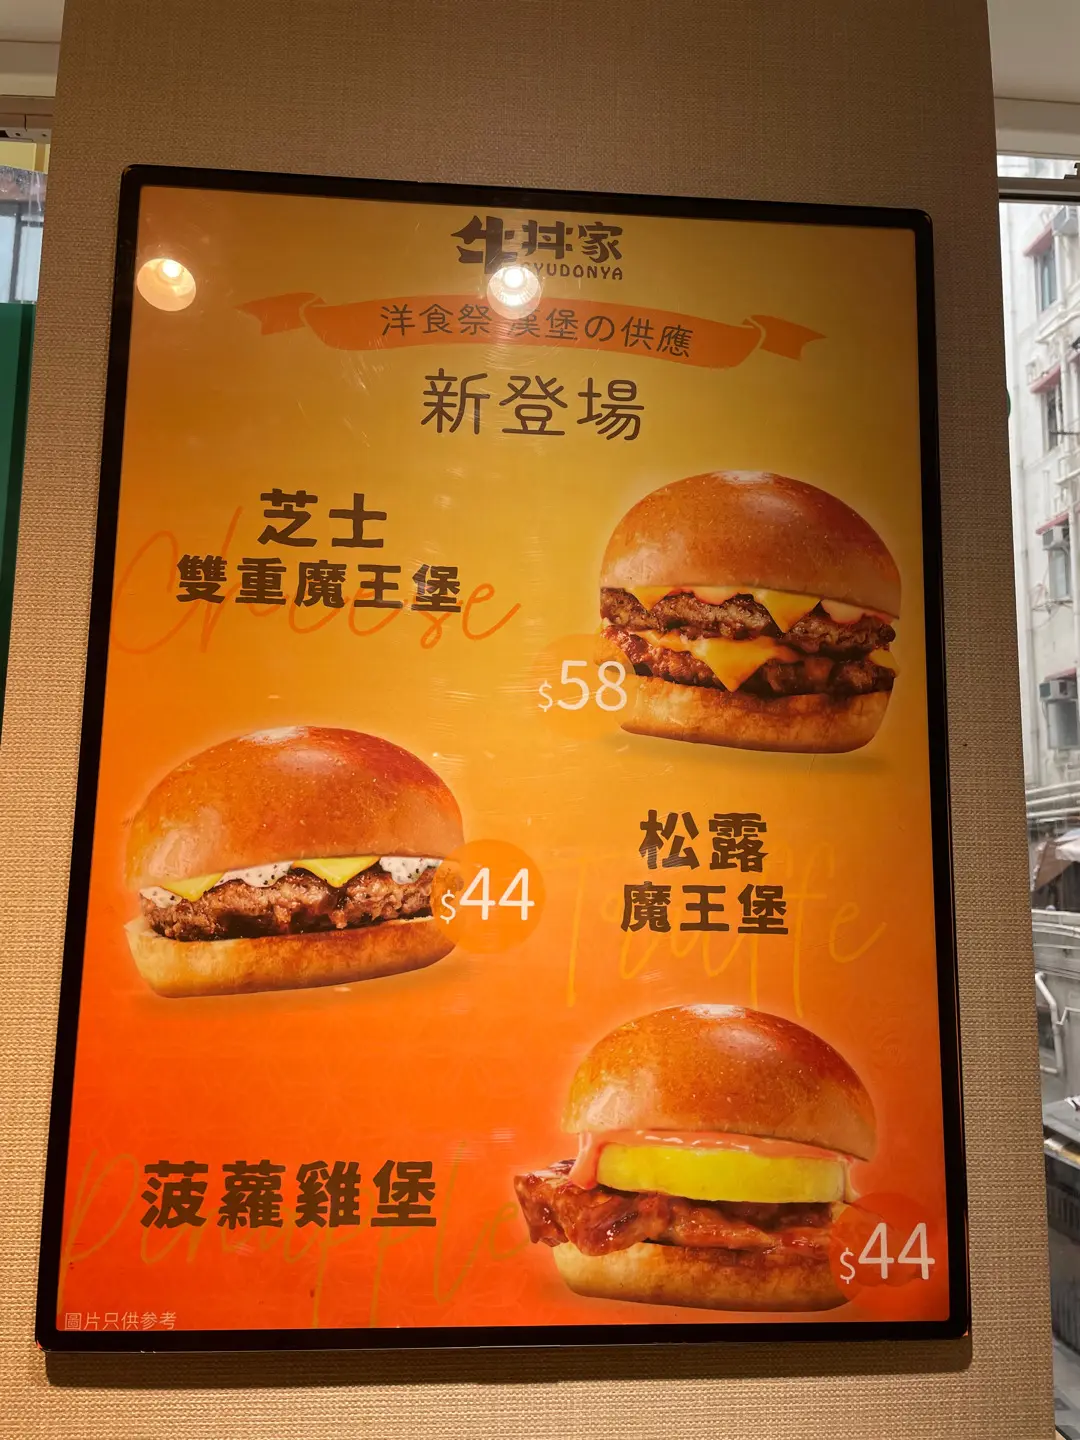 牛丼家
GYUDONYA
洋食祭 漢堡の供應
新登場
芝士
雙重魔王堡
Cheese
$58
$44
松露
魔王堡
Truffle
菠蘿雞堡
Pineapple
$44
圖片只供參考